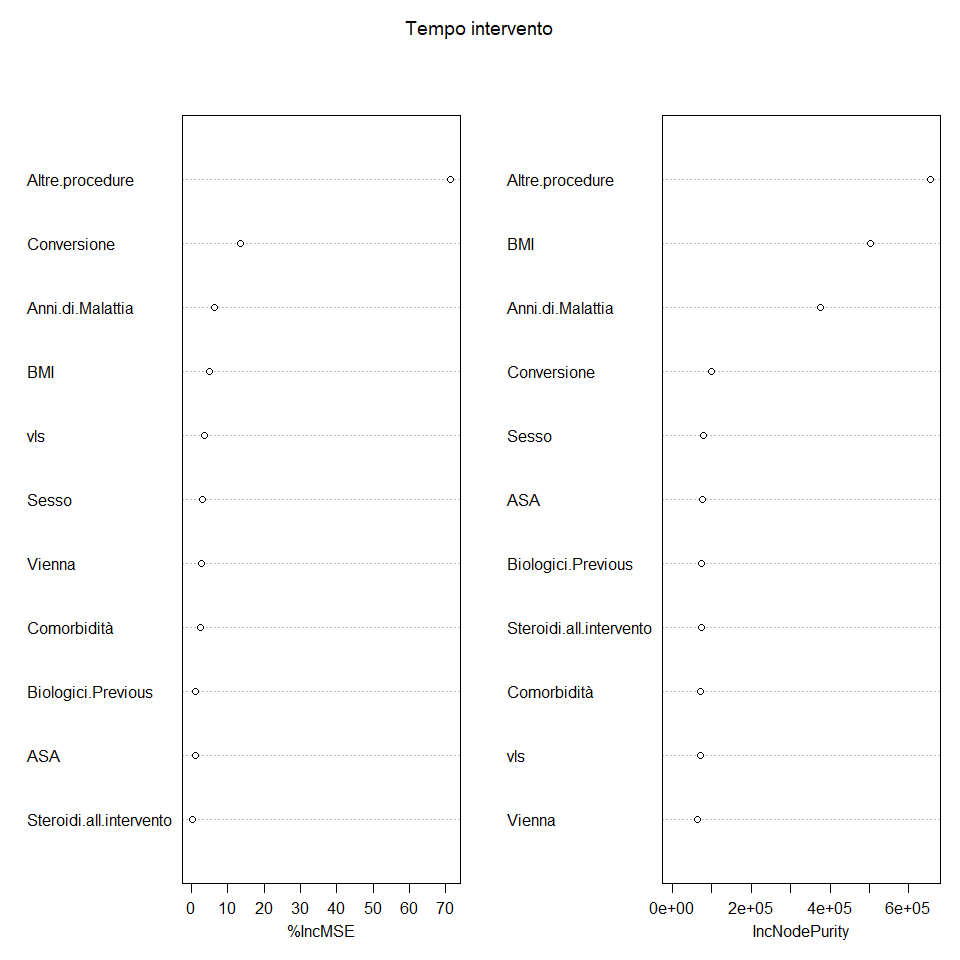 Tempo intervento
Altre.procedure
Conversione
Anni.di.Malattia
BMI
vls
Sesso
Vienna
Comorbidità
Biologici.Previous
ASA
Steroidi.all.intervento
0 10 20 30 40 50 60 70
%IncMSE
Altre.procedure
BMI
Anni.di.Malattia
Conversione
Sesso
ASA
Biologici.Previous
Steroidi.all.intervento
Comorbidità
vls
Vienna
0e+00 2e+05 4e+05 6e+05
IncNodePurity